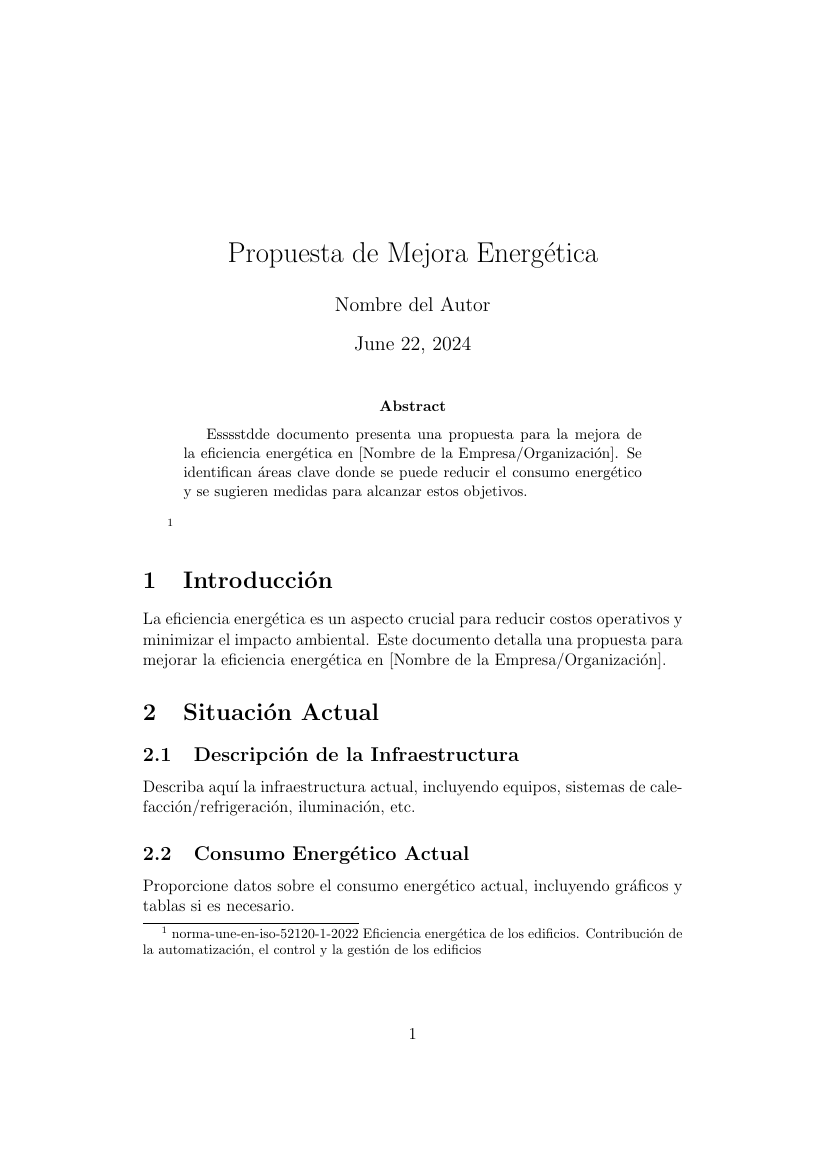 Propuesta de Mejora Energética
Nombre del Autor
June 22, 2024
Abstract
Esssstdde documento presenta una propuesta para la mejora de
la eficiencia energética en [Nombre de la Empresa/Organización]. Se
identifican áreas clave donde se puede reducir el consumo energético
y se sugieren medidas para alcanzar estos objetivos.
1
1 Introducción
La eficiencia energética es un aspecto crucial para reducir costos operativos y
minimizar el impacto ambiental. Este documento detalla una propuesta para
mejorar la eficiencia energética en [Nombre de la Empresa/Organización].
2 Situación Actual
2.1 Descripción de la Infraestructura
Describa aquí la infraestructura actual, incluyendo equipos, sistemas de cale-
facción/refrigeración, iluminación, etc.
2.2 Consumo Energético Actual
Proporcione datos sobre el consumo energético actual, incluyendo gráficos y
tablas si es necesario.
1 norma-une-en-iso-52120-1-2022 Eficiencia energética de los edificios. Contribución de
la automatización, el control y la gestión de los edificios
1